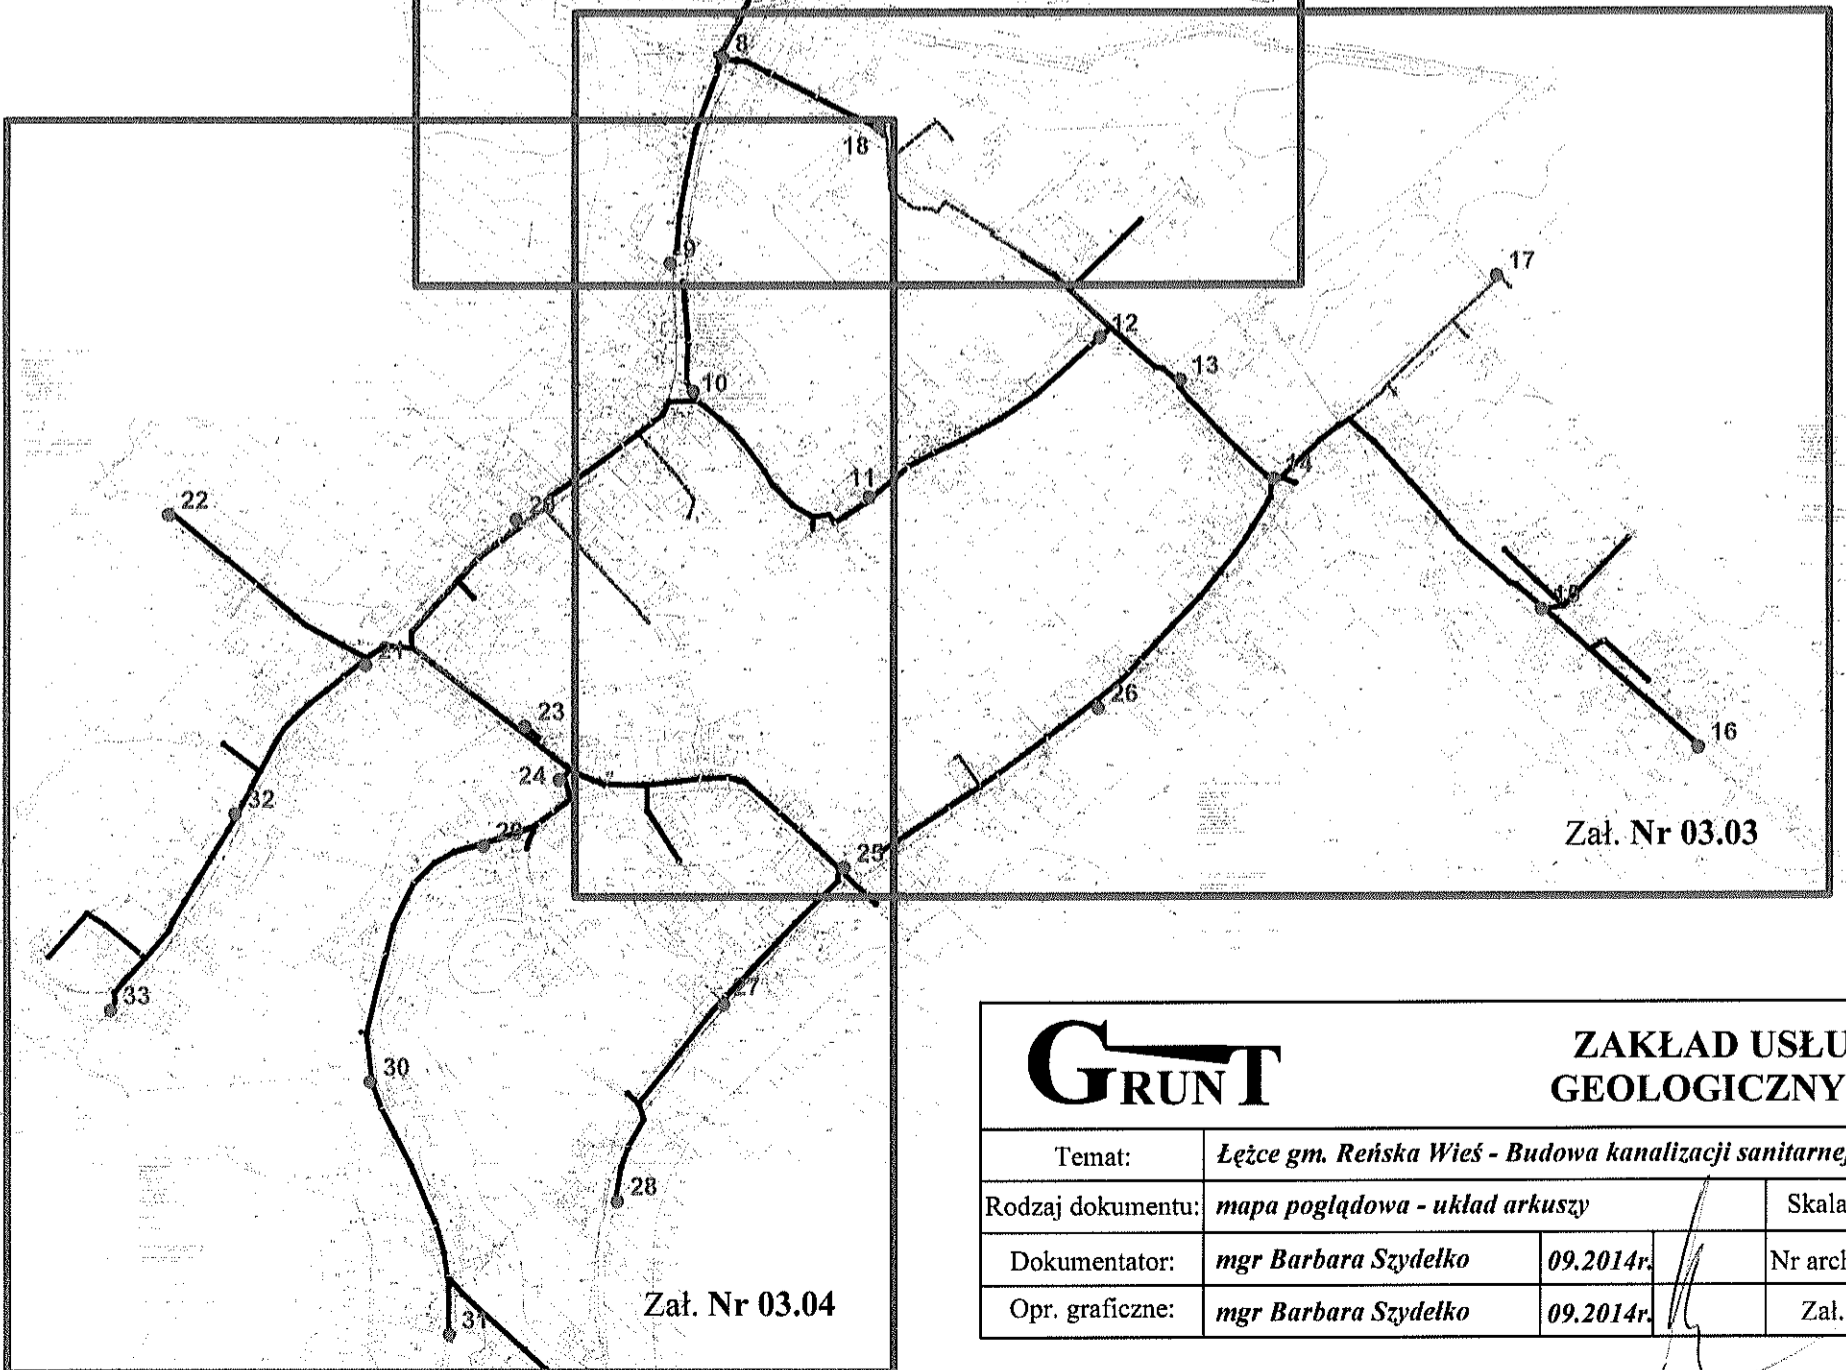 8
18
9
17
12
13
10
14
11
22
20
15
21
26
23
16
24
32
Zał. Nr 03.03
29
25
33
27
30
28
Zał. Nr 03.04
31
GRUNT
ZAKŁAD USŁU
GEOLOGICZNY
Temat: Łężce gm. Reńska Wieś - Budowa kanalizacji sanitarnej
Rodzaj dokumentu: mapa poglądowa - układ arkuszy Skala
Dokumentator: mgr Barbara Szydełko 09.2014r. Nr arch
Opr. graficzne: mgr Barbara Szydełko 09.2014r. Zał.